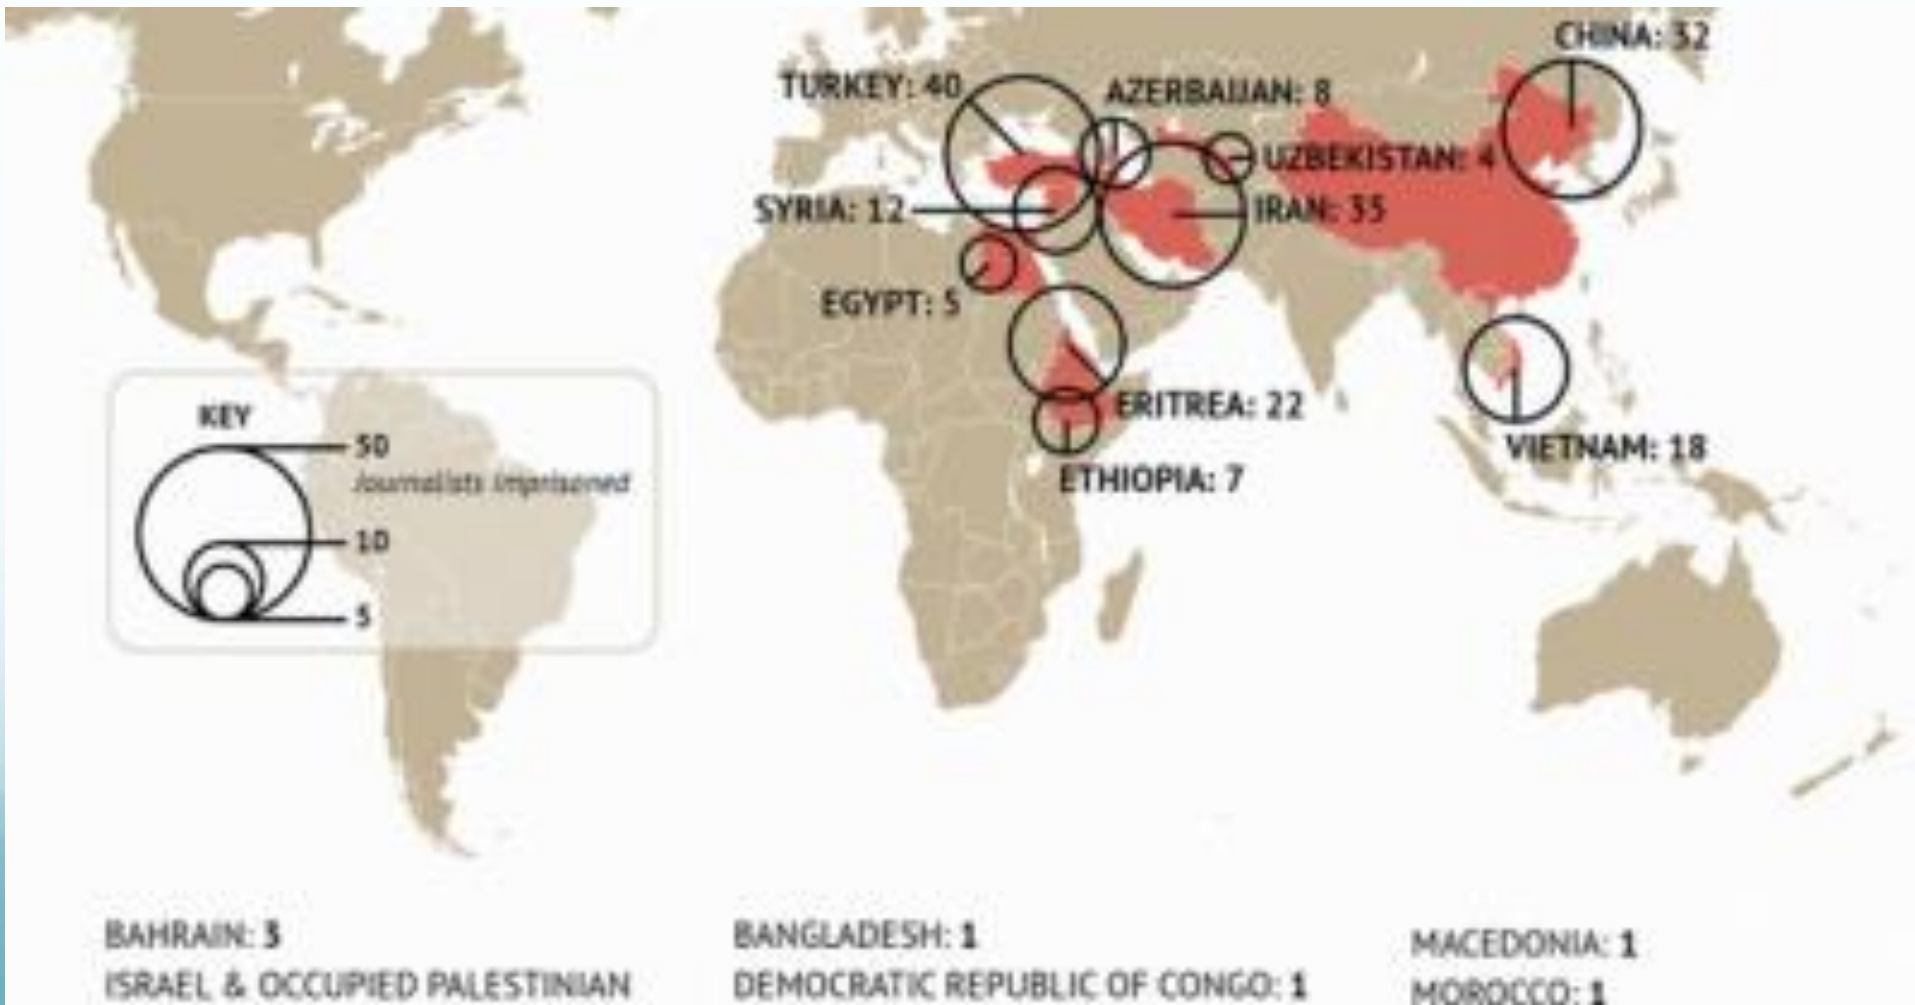 CHINA: 32
TURKEY: 40
AZERBAIJAN: 8
UZBEKISTAN: 4
SYRIA: 12
IRAN: 35
EGYPT: 5
ERITREA: 22
ETHIOPIA: 7
VIETNAM: 18
KEY
50
Journalists imprisoned
10
5
BAHRAIN: 3
ISRAEL & OCCUPIED PALESTINIAN
BANGLADESH: 1
DEMOCRATIC REPUBLIC OF CONGO: 1
MACEDONIA: 1
MOROCCO: 1